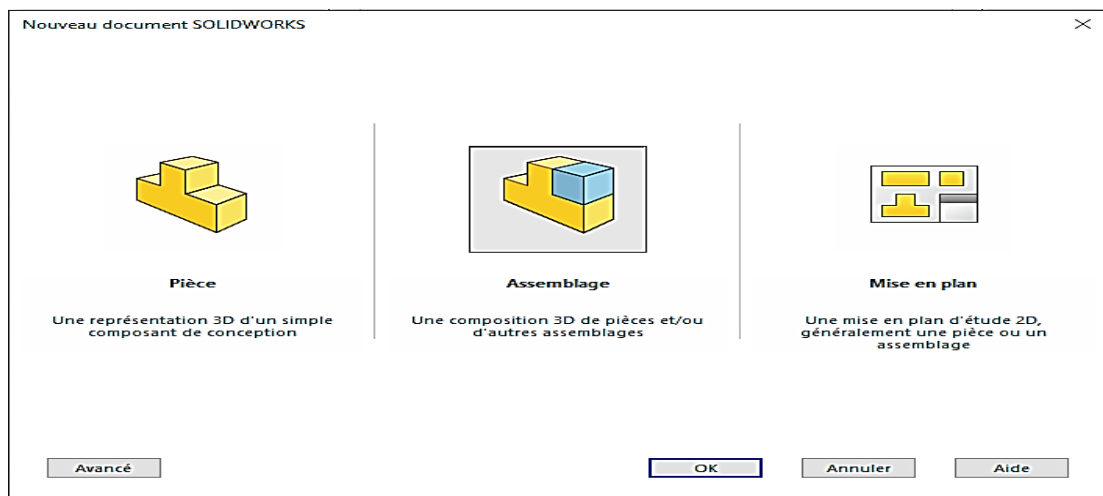 Nouveau document SOLIDWORKS
Pièce
Une représentation 3D d'un simple
composant de conception
Assemblage
Une composition 3D de pièces et/ou
d'autres assemblages
Mise en plan
Une mise en plan d'étude 2D,
généralement une pièce ou un
assemblage
Avancé
OK
Annuler
Aide